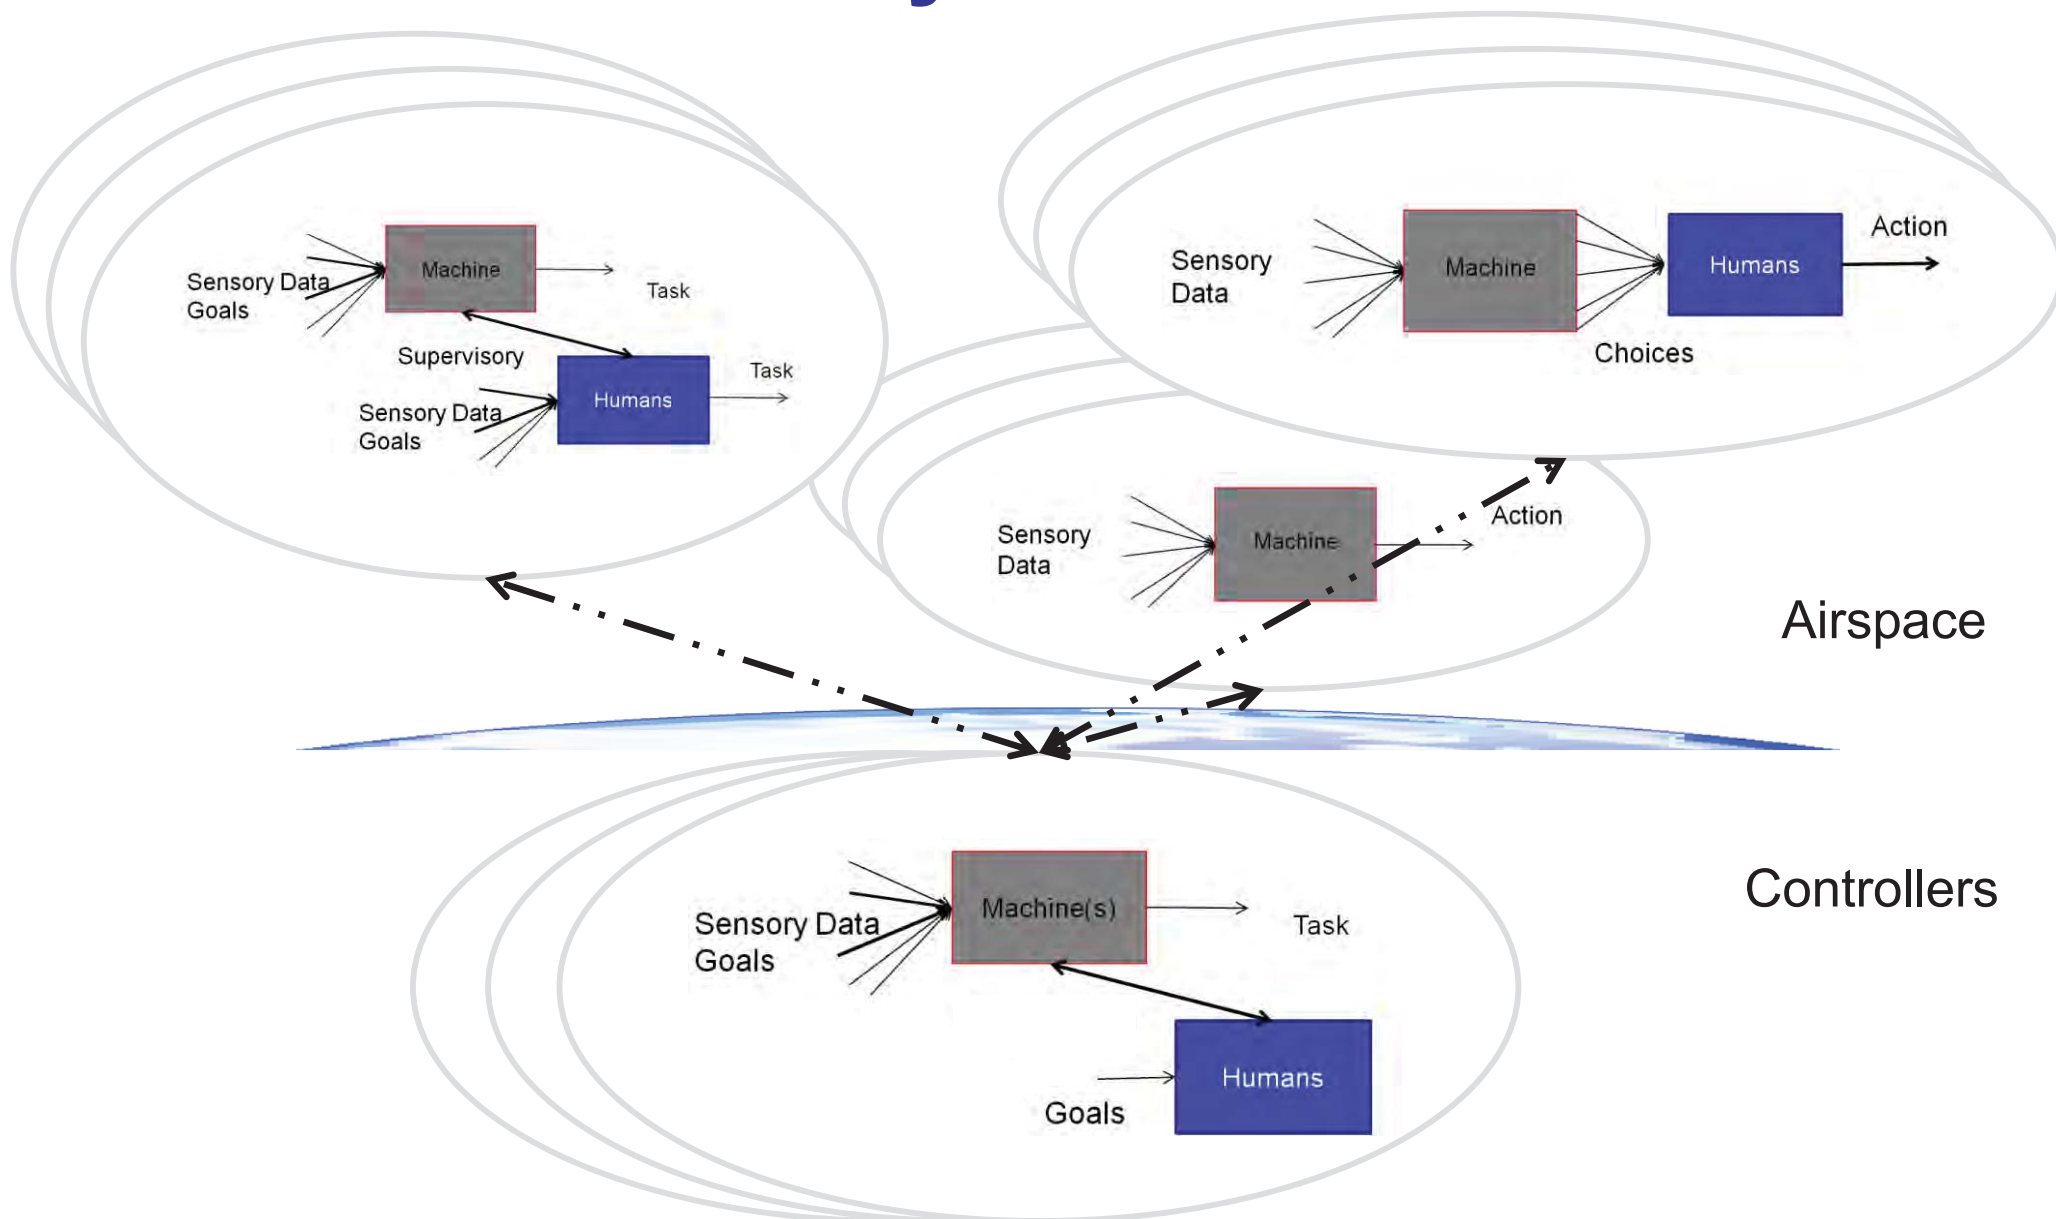 Machine
Sensory Data
Goals
Task
Supervisory
Humans
Task
Sensory Data
Goals
Sensory
Data
Machine
Humans
Action
Choices
Sensory
Data
Machine
Action
Airspace
Controllers
Sensory Data
Goals
Machine(s)
Task
Humans
Goals